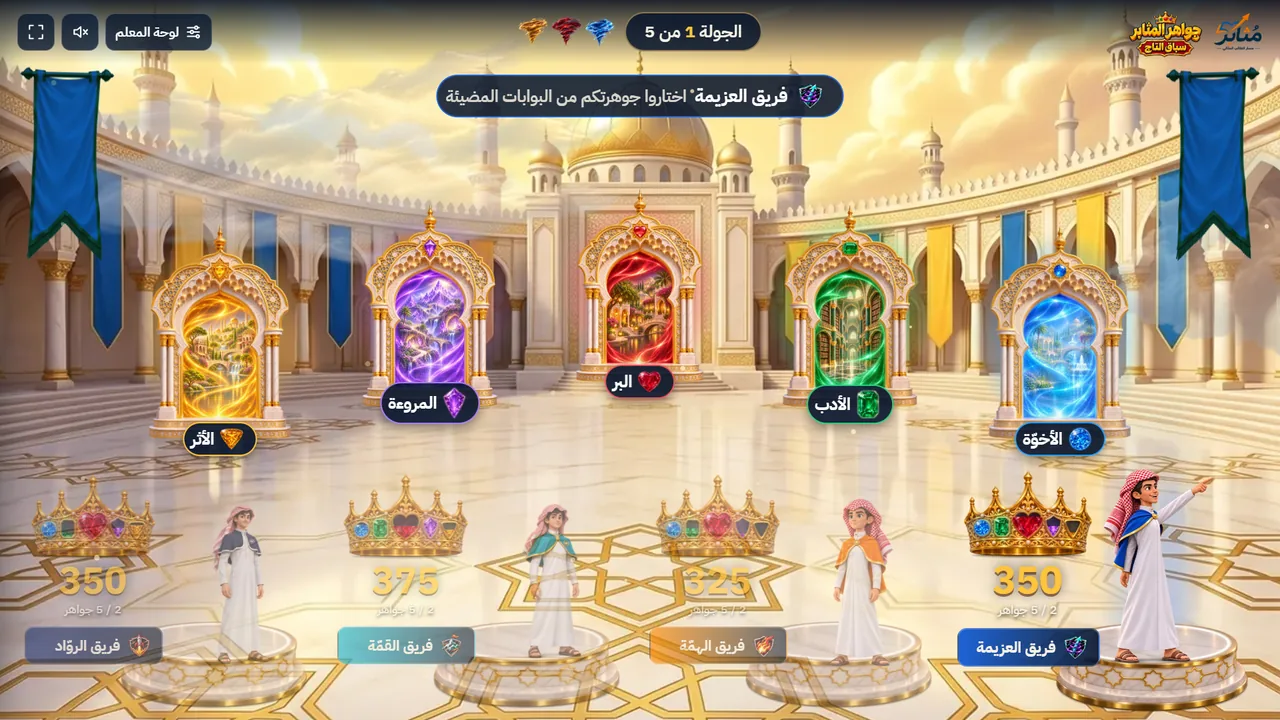 مُثابر
جواهر المثابر
سباق التاج
الجولة 1 من 5
لوحة المعلم
فريق العزيمة اختاروا جوهرتكم من البوابات المضيئة
الأخوّة
الأدب
البر
المروءة
الأثر
350
2 / 5 جواهر
فريق العزيمة
325
2 / 5 جواهر
فريق الهمّة
375
2 / 5 جواهر
فريق القمّة
350
2 / 5 جواهر
فريق الروّاد